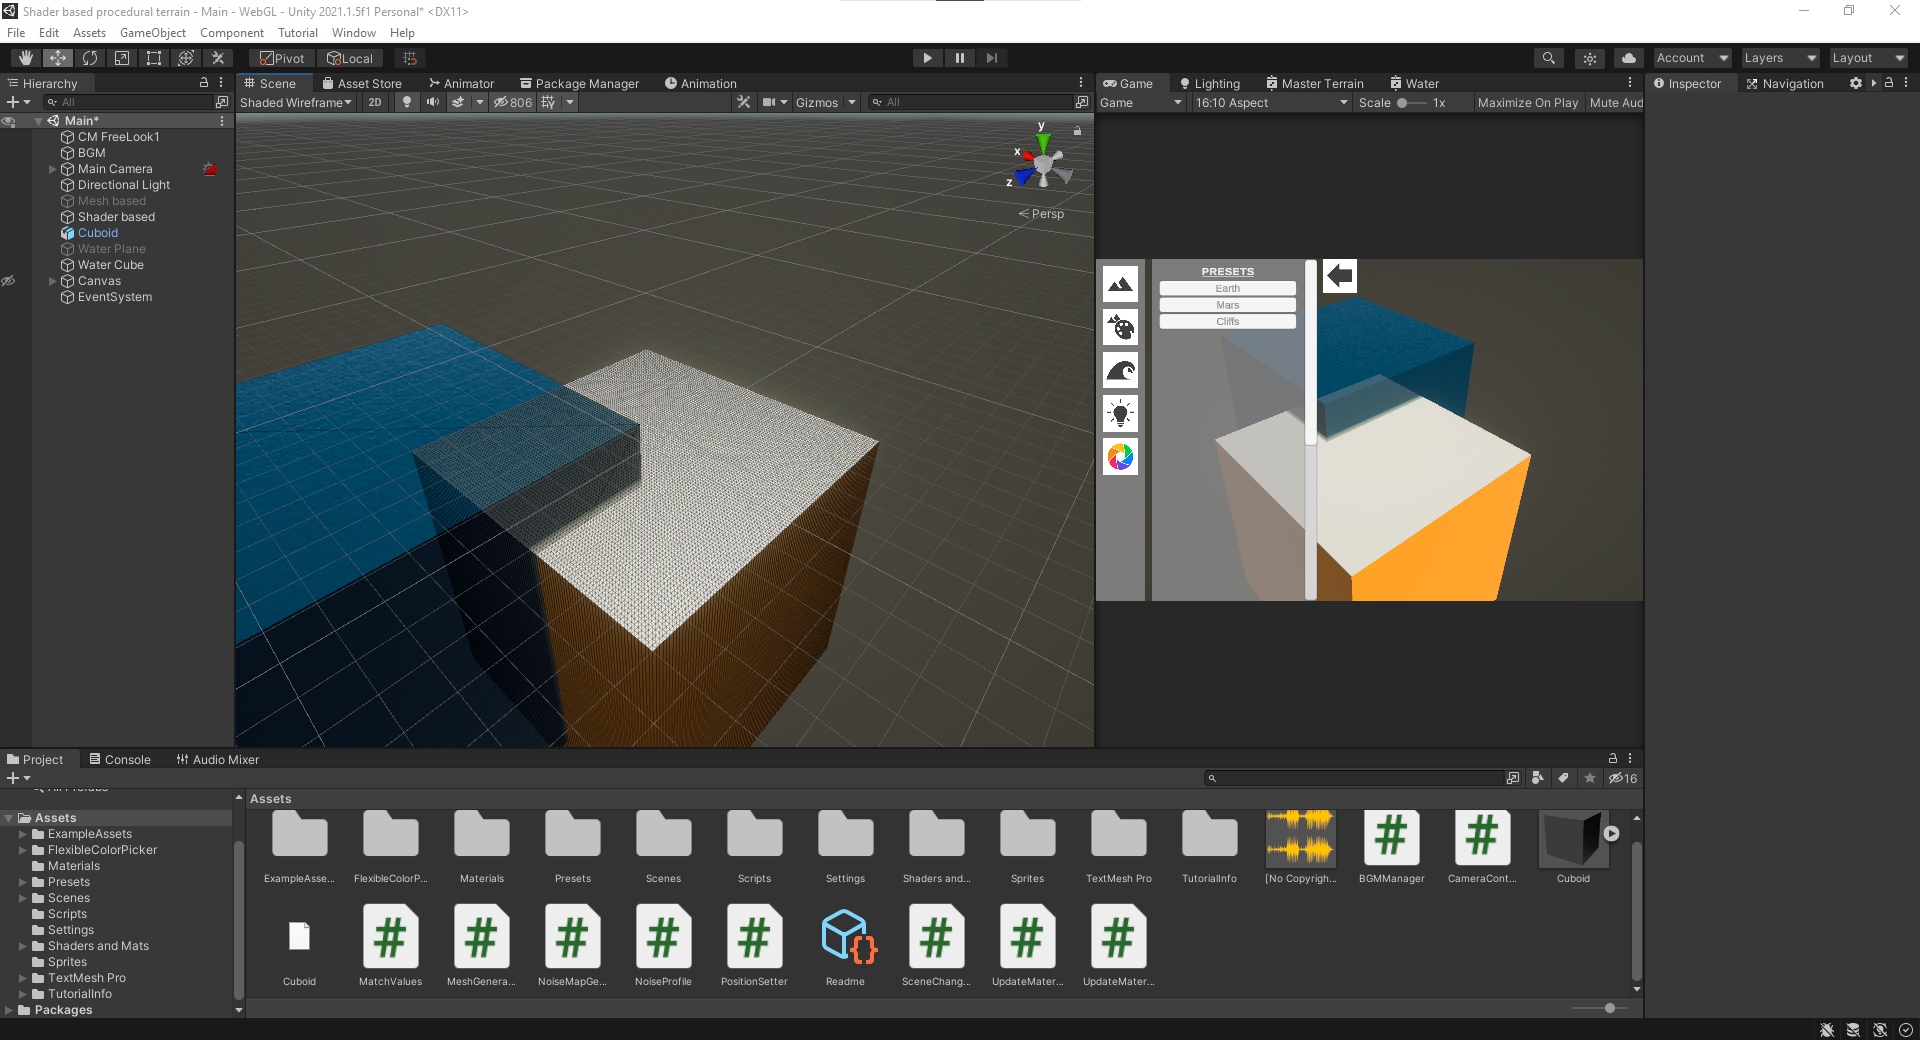 Shader based procedural terrain - Main - WebGL - Unity 2021.1.5f1 Personal* <DX11>
File Edit Assets GameObject Component Tutorial Window Help
Pivot Local Account Layers Layout
Hierarchy
All
Main*
CM FreeLook1
BGM
Main Camera
Directional Light
Mesh based
Shader based
Cuboid
Water Plane
Water Cube
Canvas
EventSystem
Scene Asset Store Animator Package Manager Animation
Shaded Wireframe 2D 806 Gizmos All
y
x
z
Persp
Game Lighting Master Terrain Water
Game 16:10 Aspect Scale 1x Maximize On Play Mute Aud
PRESETS
Earth
Mars
Cliffs
Inspector Navigation
Project Console Audio Mixer
16
All Prefabs
Assets
ExampleAssets
FlexibleColorPicker
Materials
Presets
Scenes
Scripts
Settings
Shaders and Mats
Sprites
TextMesh Pro
TutorialInfo
Packages
Assets
ExampleAsse... FlexibleColorP... Materials Presets Scenes Scripts Settings Shaders and... Sprites TextMesh Pro TutorialInfo [No Copyrigh... BGMManager CameraCont... Cuboid
Cuboid MatchValues MeshGenera... NoiseMapGe... NoiseProfile PositionSetter Readme SceneChang... UpdateMater... UpdateMater...